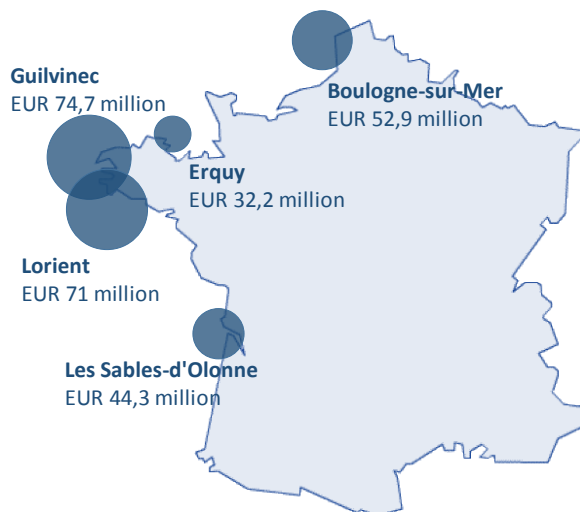 Guilvinec
EUR 74,7 million
Boulogne-sur-Mer
EUR 52,9 million
Erquy
EUR 32,2 million
Lorient
EUR 71 million
Les Sables-d'Olonne
EUR 44,3 million